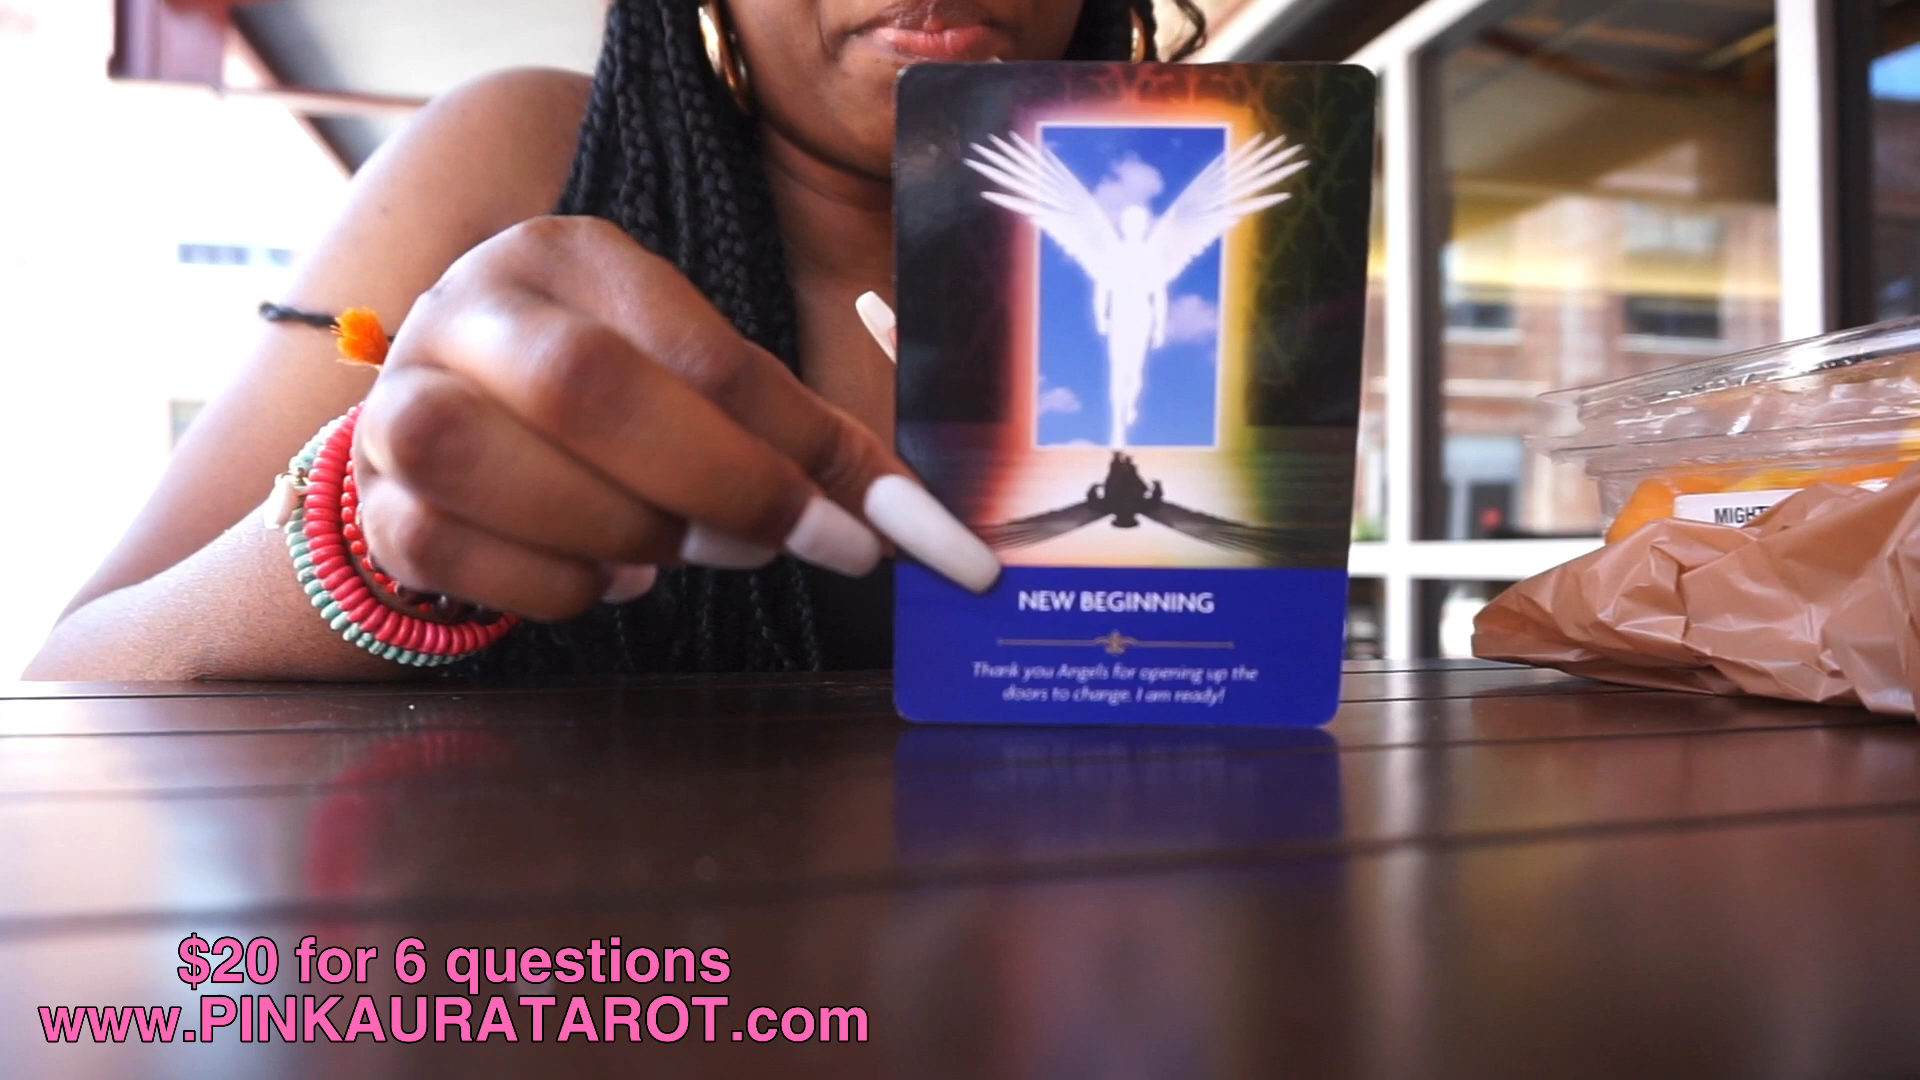 MIGHT
NEW BEGINNING
Thank you Angels for opening up the
doors to change. I am ready!
$20 for 6 questions
www.PINKAURATAROT.com